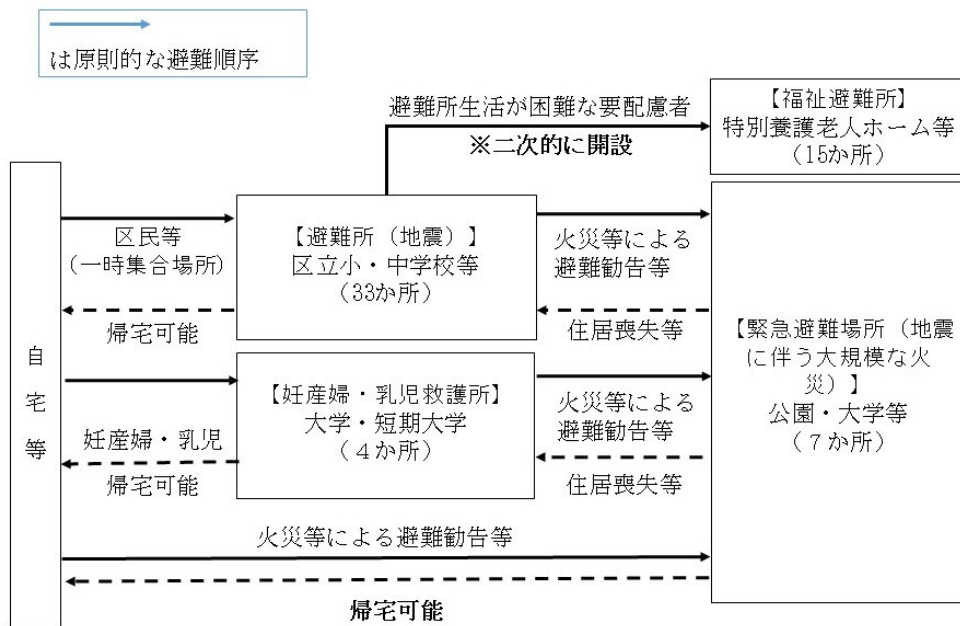 は原則的な避難順序
避難所生活が困難な要配慮者
※二次的に開設
【福祉避難所】
特別養護老人ホーム等
（15か所）
自
宅
等
区民等
（一時集合場所）
帰宅可能
【避難所（地震）】
区立小・中学校等
（33か所）
火災等による
避難勧告等
住居喪失等
妊産婦・乳児
帰宅可能
【妊産婦・乳児救護所】
大学・短期大学
（４か所）
火災等による
避難勧告等
住居喪失等
【緊急避難場所（地震
に伴う大規模な火
災）】
公園・大学等
（７か所）
火災等による避難勧告等
帰宅可能